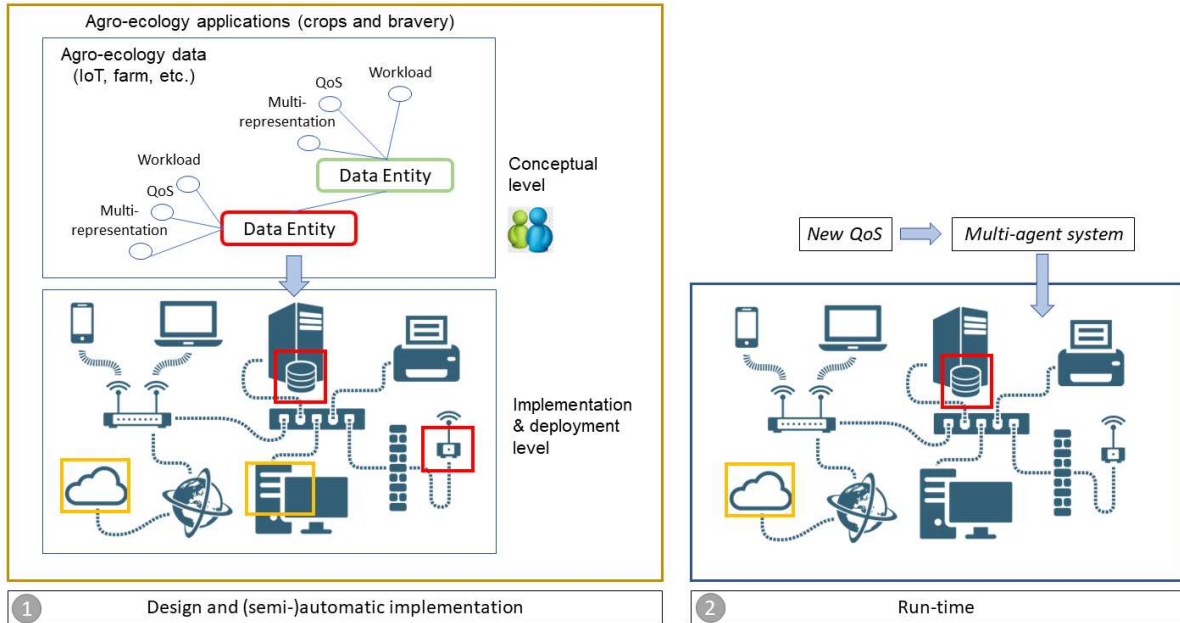 Agro-ecology applications (crops and bravery)
Agro-ecology data
(IoT, farm, etc.)
Workload
QoS
Multi-
representation
Data Entity
Workload
QoS
Multi-
representation
Data Entity
Conceptual
level
Implementation
& deployment
level
1
Design and (semi-)automatic implementation
New QoS
Multi-agent system
2
Run-time